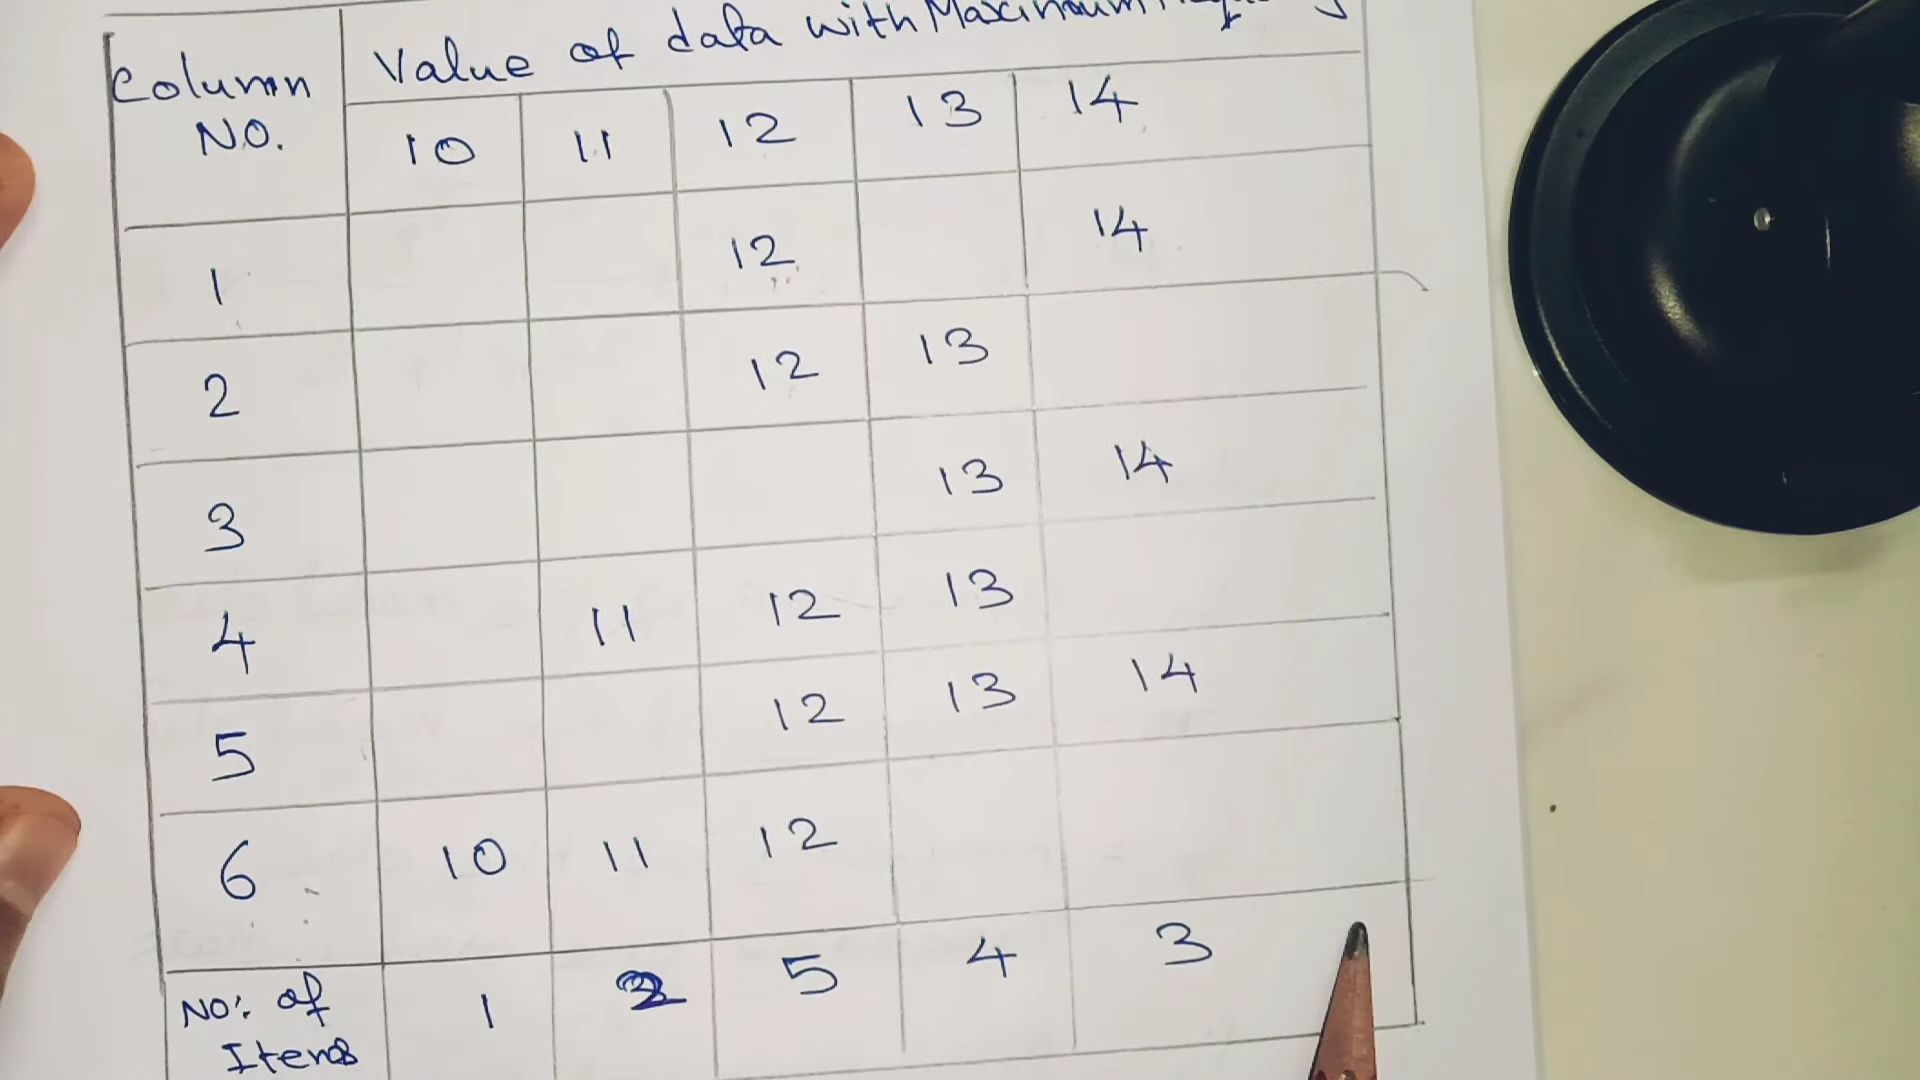 Column Value of data with Maximum
NO. 10 11 12 13 14
1 12 14
2 12 13
3 13 14
4 11 12 13
5 12 13 14
6 10 11 12
No: of 1 2 5 4 3
Items